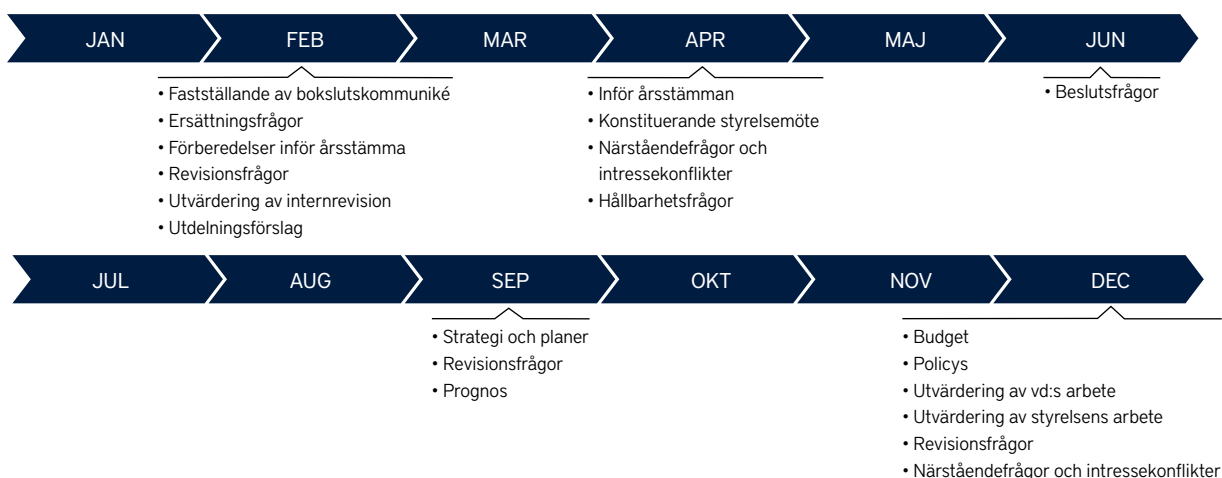 JAN FEB MAR APR MAJ JUN
• Fastställande av bokslutskommuniké
• Ersättningsfrågor
• Förberedelser inför årsstämma
• Revisionsfrågor
• Utvärdering av internrevision
• Utdelningsförslag
• Inför årsstämman
• Konstituerande styrelsemöte
• Närståendefrågor och
intressekonflikter
• Hållbarhetsfrågor
• Beslutsfrågor
JUL AUG SEP OKT NOV DEC
• Strategi och planer
• Revisionsfrågor
• Prognos
• Budget
• Policys
• Utvärdering av vd:s arbete
• Utvärdering av styrelsens arbete
• Revisionsfrågor
• Närståendefrågor och intressekonflikter